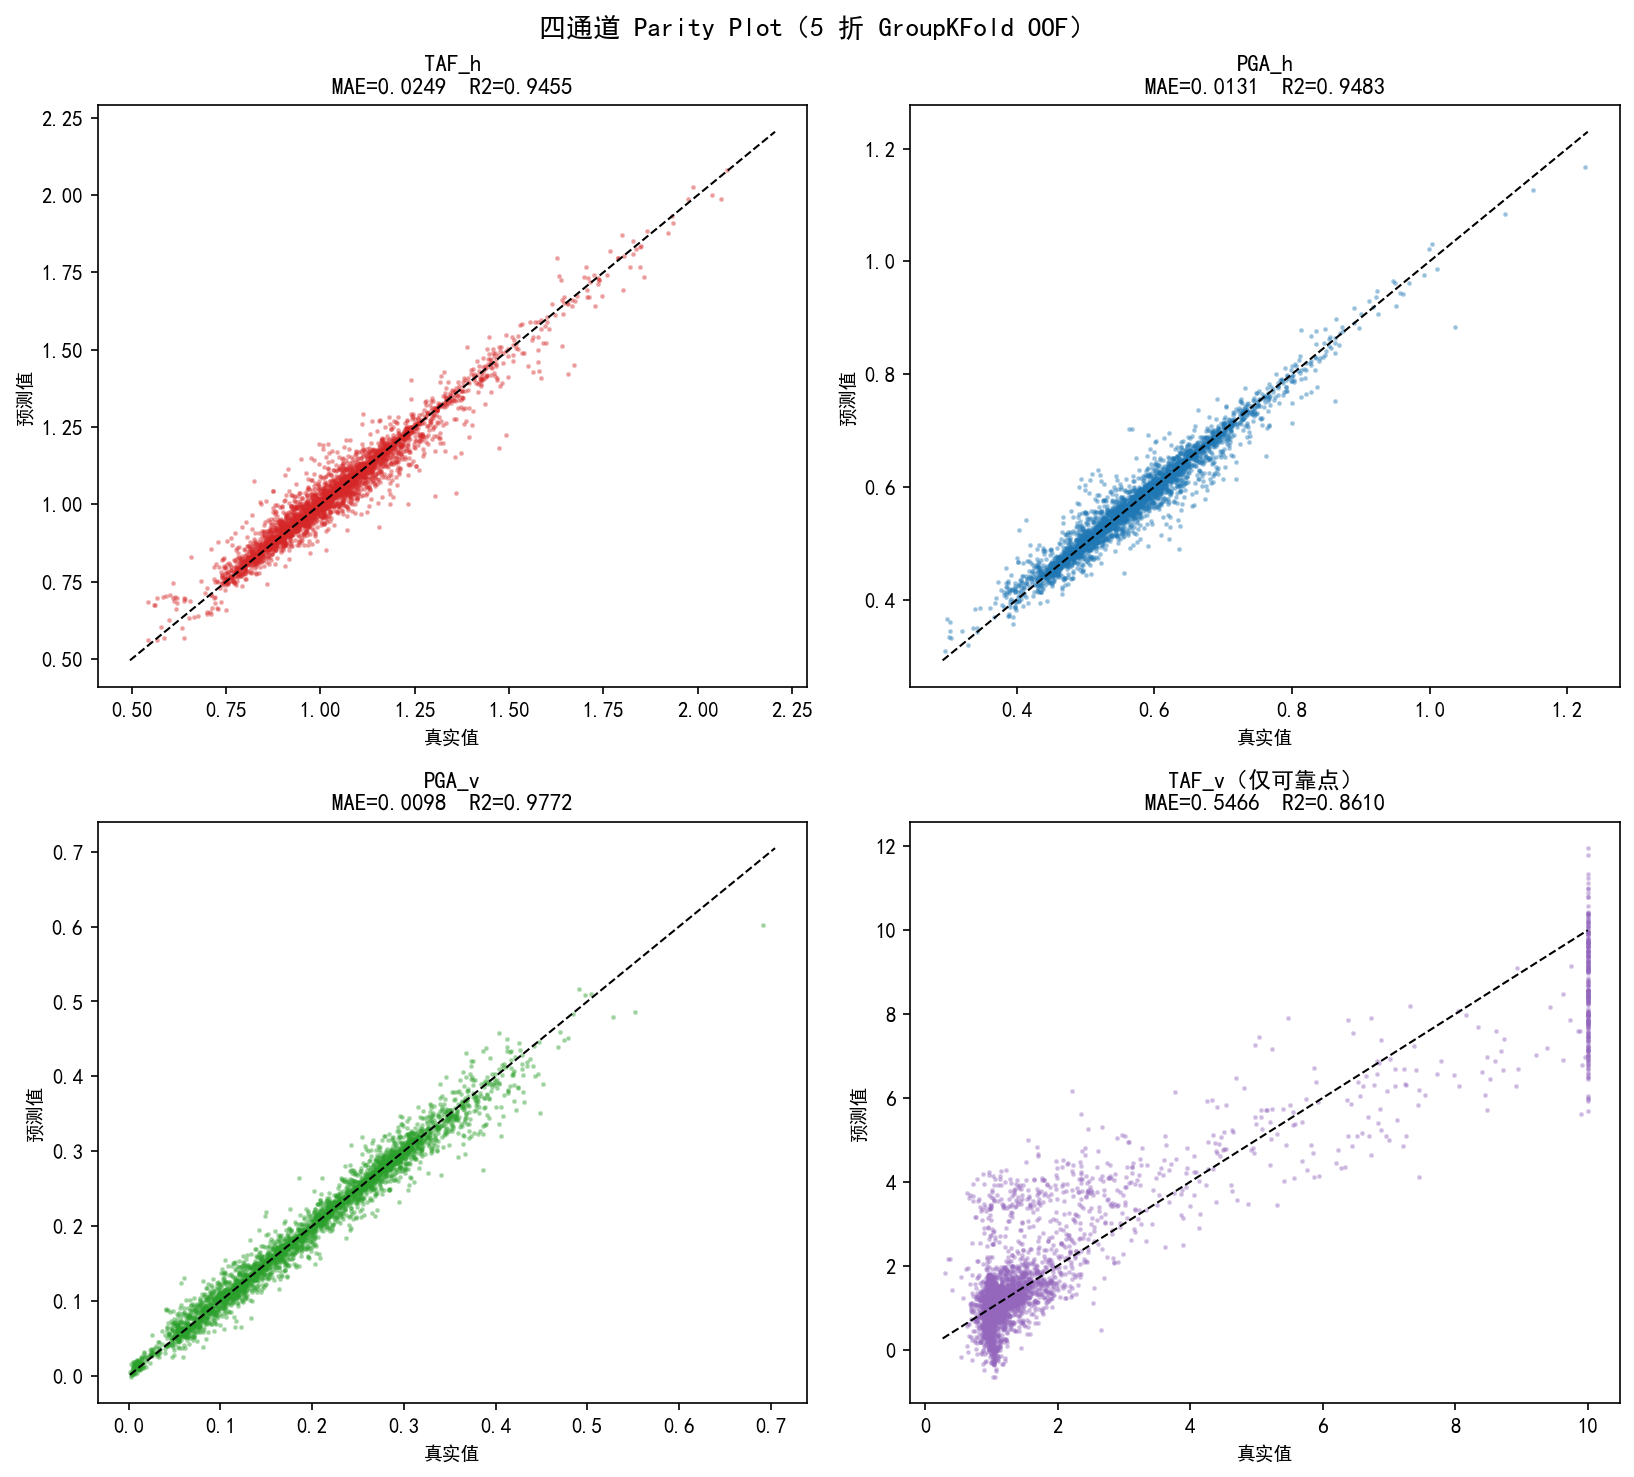 四通道 Parity Plot（5 折 GroupKFold OOF）
TAF_h
MAE=0.0249 R2=0.9455
2.25
2.00
1.75
1.50
1.25
1.00
0.75
0.50
预测值
0.50 0.75 1.00 1.25 1.50 1.75 2.00 2.25
真实值
PGA_h
MAE=0.0131 R2=0.9483
1.2
1.0
0.8
0.6
0.4
预测值
0.4 0.6 0.8 1.0 1.2
真实值
PGA_v
MAE=0.0098 R2=0.9772
0.7
0.6
0.5
0.4
0.3
0.2
0.1
0.0
预测值
0.0 0.1 0.2 0.3 0.4 0.5 0.6 0.7
真实值
TAF_v（仅可靠点）
MAE=0.5466 R2=0.8610
12
10
8
6
4
2
0
预测值
0 2 4 6 8 10
真实值